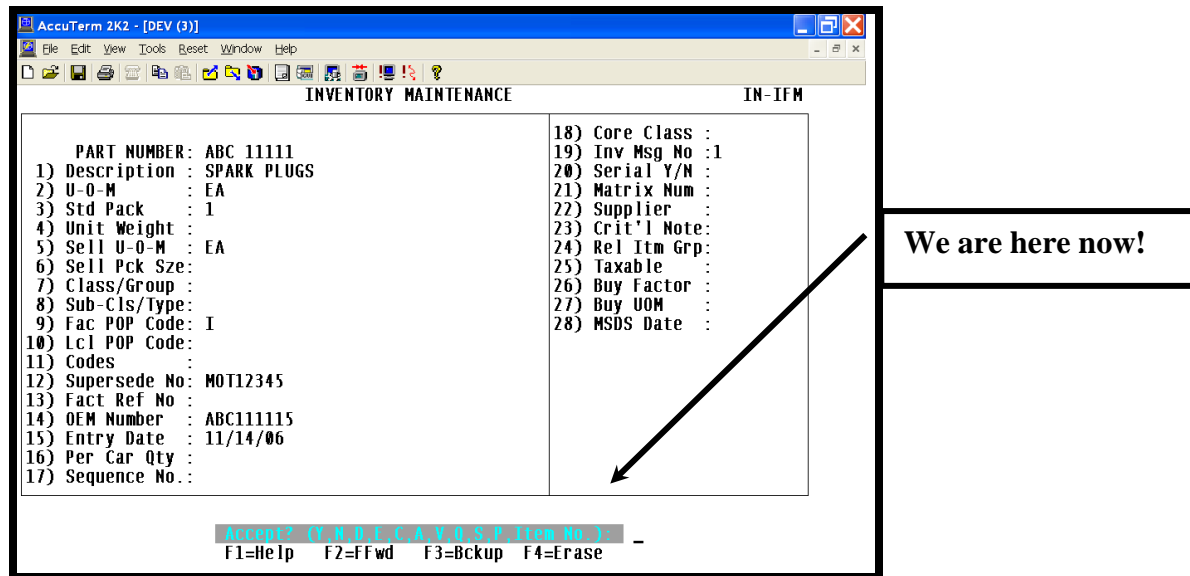 AccuTerm 2K2 - [DEV (3)]
File Edit View Tools Reset Window Help
INVENTORY MAINTENANCE IN-IFM
PART NUMBER: ABC 11111
1) Description : SPARK PLUGS
2) U-O-M : EA
3) Std Pack : 1
4) Unit Weight :
5) Sell U-O-M : EA
6) Sell Pck Sze:
7) Class/Group :
8) Sub-Cls/Type:
9) Fac POP Code: I
10) Lcl POP Code:
11) Codes :
12) Supersede No: MOT12345
13) Fact Ref No :
14) OEM Number : ABC111115
15) Entry Date : 11/14/06
16) Per Car Qty :
17) Sequence No.:
18) Core Class :
19) Inv Msg No :1
20) Serial Y/N :
21) Matrix Num :
22) Supplier :
23) Crit'l Note:
24) Rel Itm Grp:
25) Taxable :
26) Buy Factor :
27) Buy UOM :
28) MSDS Date :
Accept? (Y,N,D,E,C,A,V,Q,S,P,Item No.): _
F1=Help F2=FFwd F3=Bckup F4=Erase
We are here now!